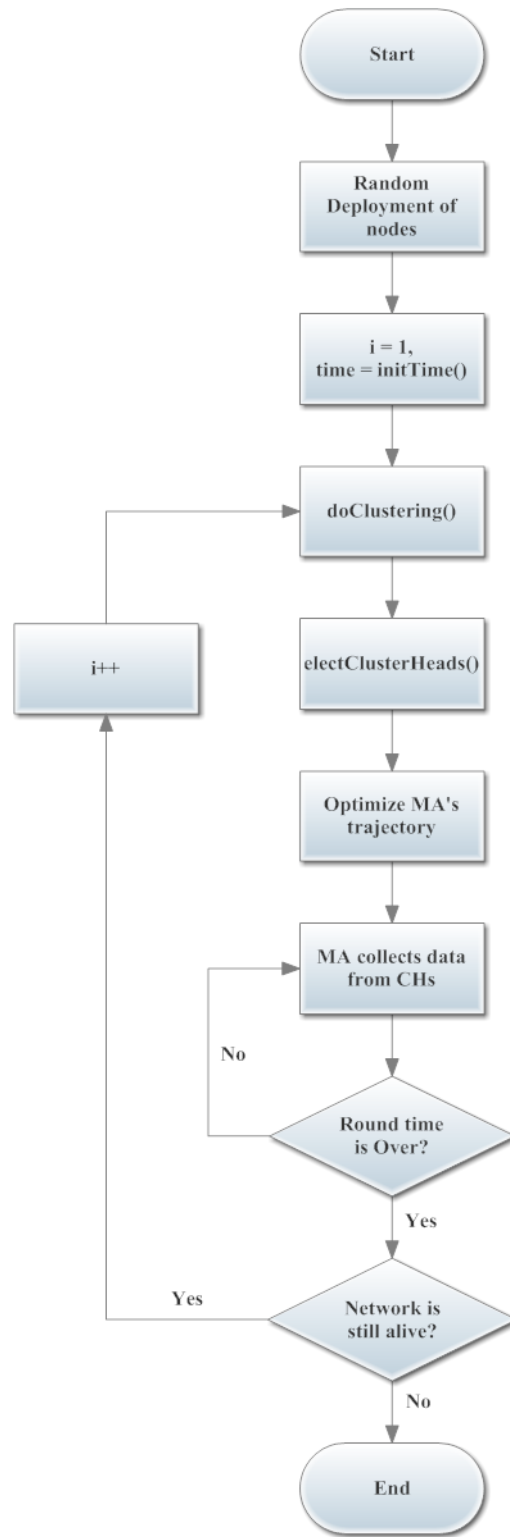 Start
Random
Deployment of
nodes
i = 1,
time = initTime()
doClustering()
i++
electClusterHeads()
Optimize MA's
trajectory
MA collects data
from CHs
No
Round time
is Over?
Yes
Yes
Network is
still alive?
No
End